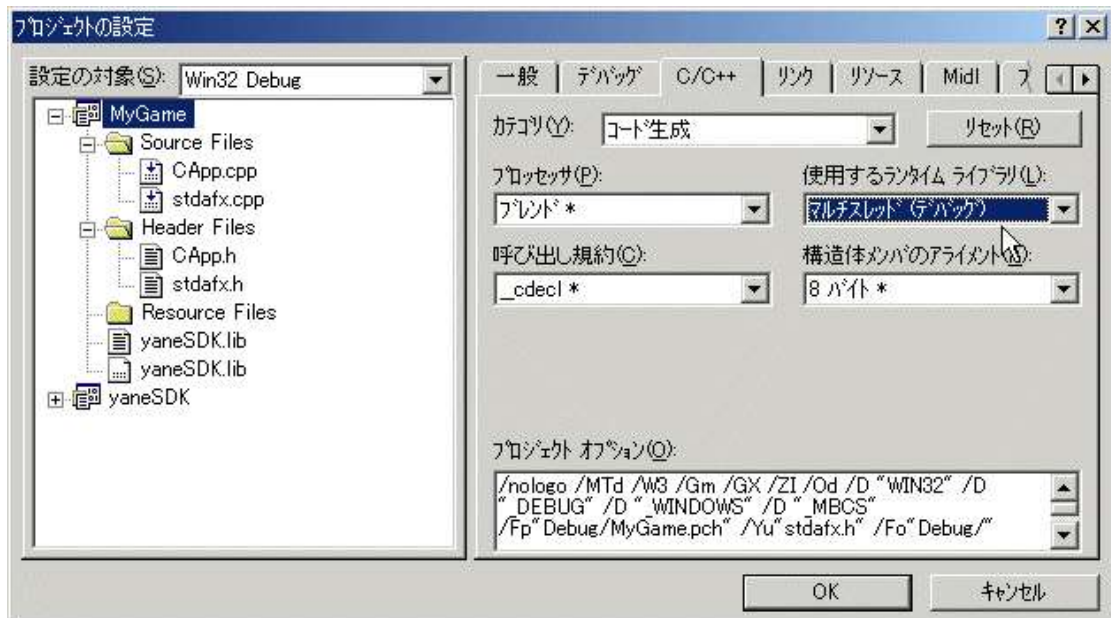 プロジェクトの設定
設定の対象(S): Win32 Debug
MyGame
Source Files
CApp.cpp
stdafx.cpp
Header Files
CApp.h
stdafx.h
Resource Files
yaneSDK.lib
yaneSDK.lib
yaneSDK
一般 デバッグ C/C++ リンク リソース Midl
カテゴリ(Y): コード生成 リセット(R)
プロセッサ(P): 使用するランタイム ライブラリ(L):
ブレンド * マルチスレッド(デバッグ)
呼び出し規約(C): 構造体メンバのアライメント
_cdecl * 8 バイト *
プロジェクト オプション(O):
/nologo /MTd /W3 /Gm /GX /ZI /Od /D "WIN32" /D
"_DEBUG" /D "_WINDOWS" /D "_MBCS"
/Fp"Debug/MyGame.pch" /Yu"stdafx.h" /Fo"Debug/"
OK キャンセル